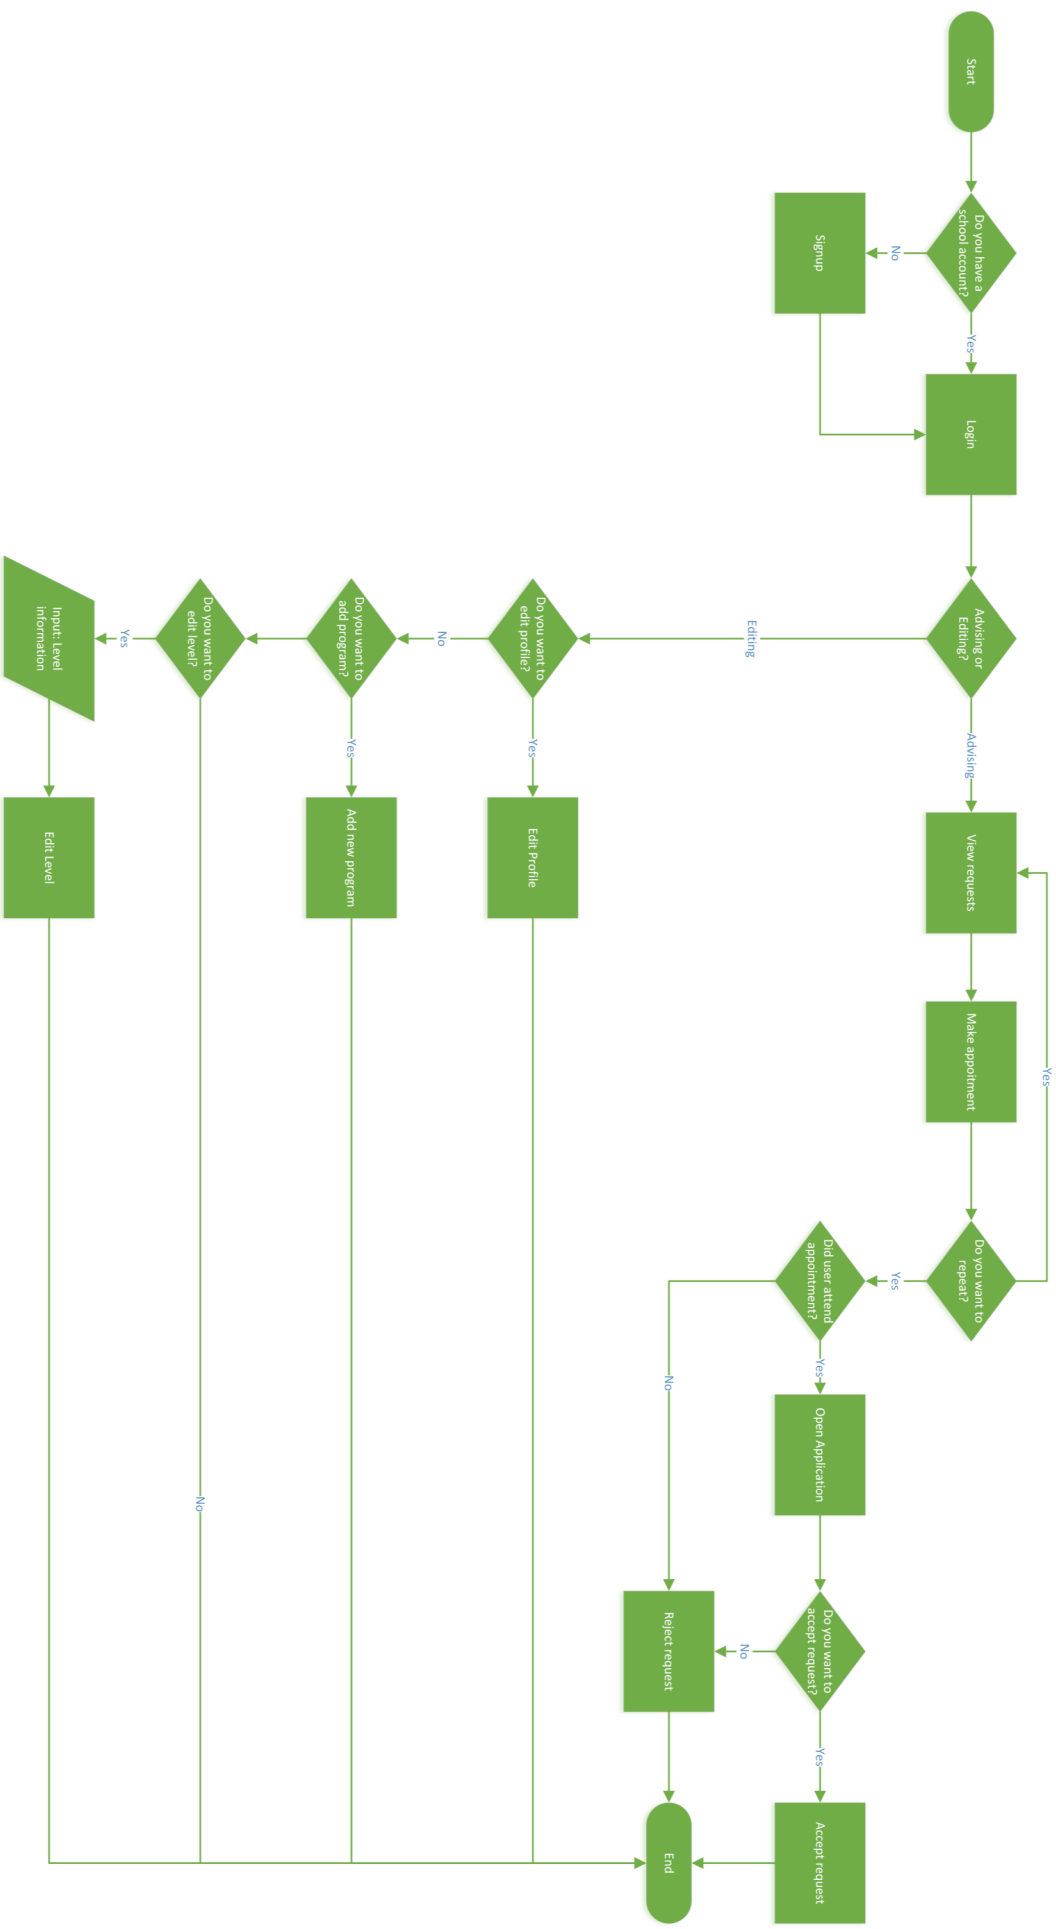 Start
Do you have a
school account?
No
Signup
Yes
Login
Advising or
Editing?
Advising
View requests
Make appoitment
Yes
Do you want to
repeat?
Yes
Did user attend
appointment?
Yes
Open Application
Do you want to
accept request?
Yes
Accept request
No
No
Reject request
End
Editing
Do you want to
edit profile?
Yes
Edit Profile
No
Do you want to
add program?
Yes
Add new program
Do you want to
edit level?
No
Yes
Input: Level
information
Edit Level